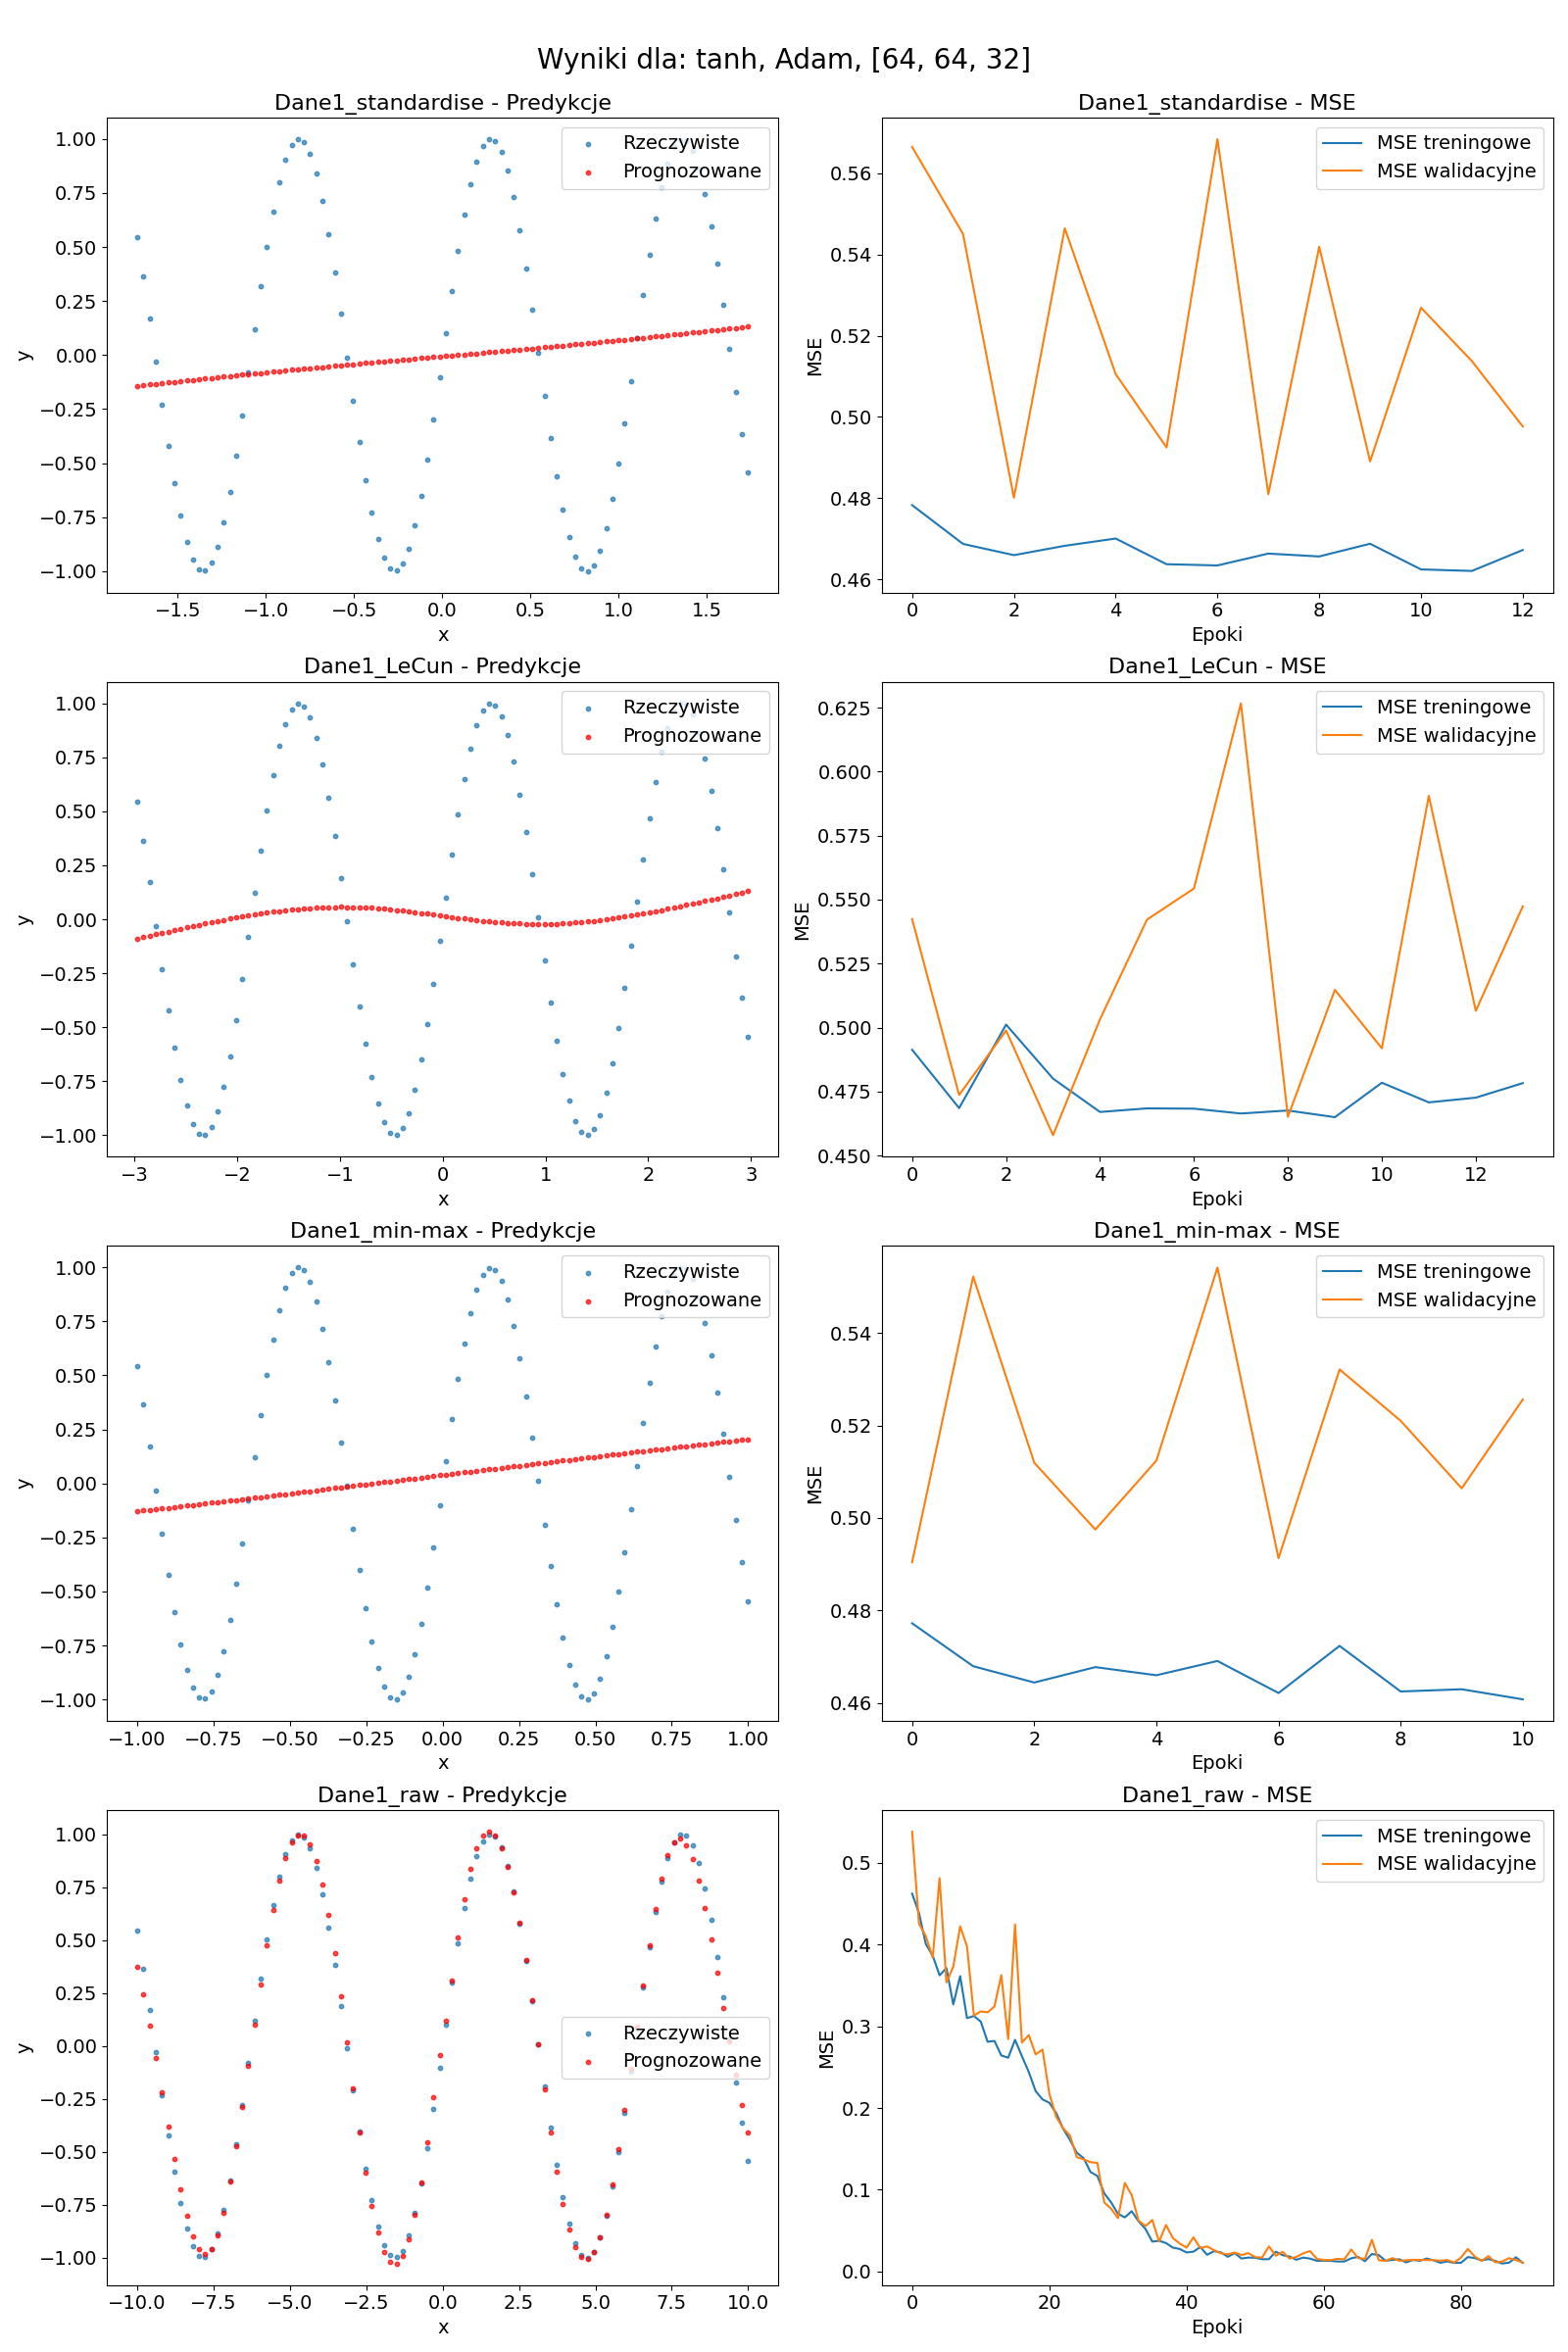 Wyniki dla: tanh, Adam, [64, 64, 32]
Dane1_standardise - Predykcje
Rzeczywiste
Prognozowane
1.00
0.75
0.50
0.25
0.00
−0.25
−0.50
−0.75
−1.00
y
−1.5
−1.0
−0.5
0.0
0.5
1.0
1.5
x
Dane1_standardise - MSE
MSE treningowe
MSE walidacyjne
0.56
0.54
0.52
0.50
0.48
0.46
MSE
0
2
4
6
8
10
12
Epoki
Dane1_LeCun - Predykcje
Rzeczywiste
Prognozowane
1.00
0.75
0.50
0.25
0.00
−0.25
−0.50
−0.75
−1.00
y
−3
−2
−1
0
1
2
3
x
Dane1_LeCun - MSE
MSE treningowe
MSE walidacyjne
0.625
0.600
0.575
0.550
0.525
0.500
0.475
0.450
MSE
0
2
4
6
8
10
12
Epoki
Dane1_min-max - Predykcje
Rzeczywiste
Prognozowane
1.00
0.75
0.50
0.25
0.00
−0.25
−0.50
−0.75
−1.00
y
−1.00
−0.75
−0.50
−0.25
0.00
0.25
0.50
0.75
1.00
x
Dane1_min-max - MSE
MSE treningowe
MSE walidacyjne
0.54
0.52
0.50
0.48
0.46
MSE
0
2
4
6
8
10
Epoki
Dane1_raw - Predykcje
Rzeczywiste
Prognozowane
1.00
0.75
0.50
0.25
0.00
−0.25
−0.50
−0.75
−1.00
y
−10.0
−7.5
−5.0
−2.5
0.0
2.5
5.0
7.5
10.0
x
Dane1_raw - MSE
MSE treningowe
MSE walidacyjne
0.5
0.4
0.3
0.2
0.1
0.0
MSE
0
20
40
60
80
Epoki